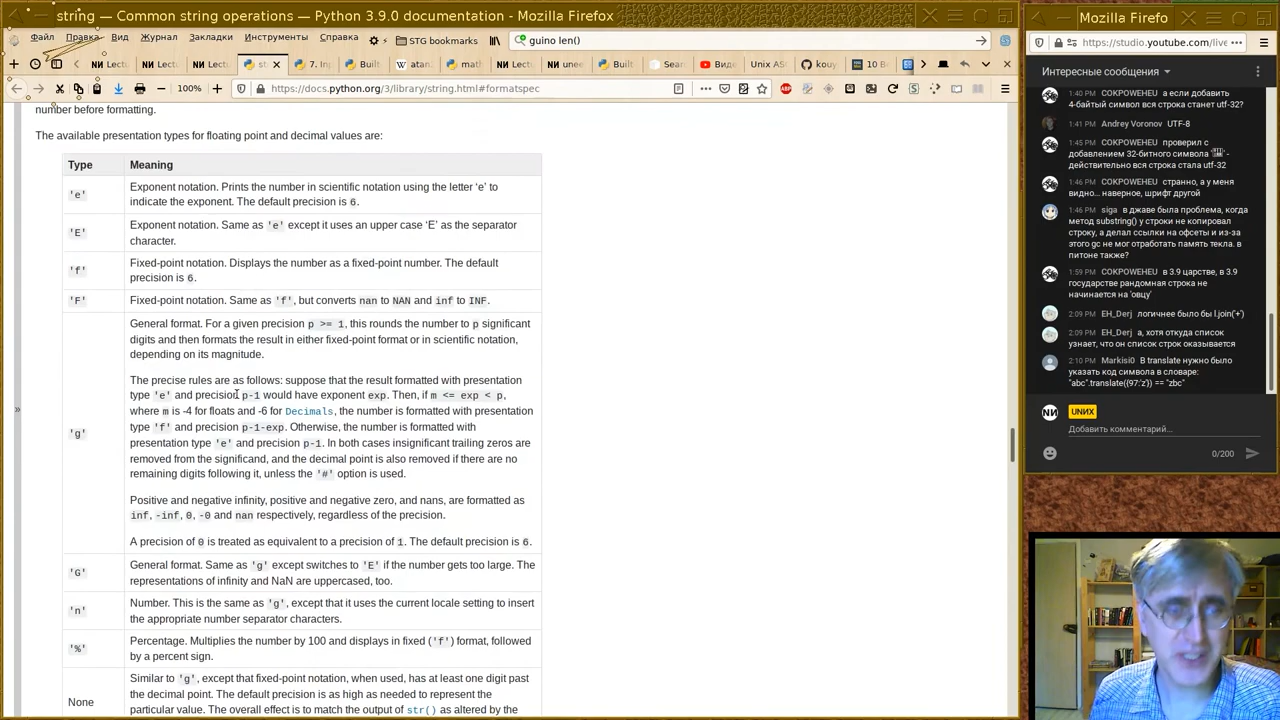 string — Common string operations — Python 3.9.0 documentation - Mozilla Firefox
Файл Правка Вид Журнал Закладки Инструменты Справка
STG bookmarks
guino len()
Lectu
Lectu
Lectu
st
7. In
Built
atan
math
Lect
unee
Built
Sean
Виде
Unix AS
kouy
10 B
100%
https://docs.python.org/3/library/string.html#formatspec
number before formatting.
The available presentation types for floating point and decimal values are:
Type Meaning
'e' Exponent notation. Prints the number in scientific notation using the letter ‘e’ to
indicate the exponent. The default precision is 6.
'E' Exponent notation. Same as 'e' except it uses an upper case ‘E’ as the separator
character.
'f' Fixed-point notation. Displays the number as a fixed-point number. The default
precision is 6.
'F' Fixed-point notation. Same as 'f', but converts nan to NAN and inf to INF.
'g' General format. For a given precision p >= 1, this rounds the number to p significant
digits and then formats the result in either fixed-point format or in scientific notation,
depending on its magnitude.
The precise rules are as follows: suppose that the result formatted with presentation
type 'e' and precision p-1 would have exponent exp. Then, if m <= exp < p,
where m is -4 for floats and -6 for Decimals, the number is formatted with presentation
type 'f' and precision p-1-exp. Otherwise, the number is formatted with
presentation type 'e' and precision p-1. In both cases insignificant trailing zeros are
removed from the significand, and the decimal point is also removed if there are no
remaining digits following it, unless the '#' option is used.
Positive and negative infinity, positive and negative zero, and nans, are formatted as
inf, -inf, 0, -0 and nan respectively, regardless of the precision.
A precision of 0 is treated as equivalent to a precision of 1. The default precision is 6.
'G' General format. Same as 'g' except switches to 'E' if the number gets too large. The
representations of infinity and NaN are uppercased, too.
'n' Number. This is the same as 'g', except that it uses the current locale setting to insert
the appropriate number separator characters.
'%' Percentage. Multiplies the number by 100 and displays in fixed ('f') format, followed
by a percent sign.
None Similar to 'g', except that fixed-point notation, when used, has at least one digit past
the decimal point. The default precision is as high as needed to represent the
particular value. The overall effect is to match the output of str() as altered by the
Mozilla Firefo
https://studio.youtube.com/live
Интересные сообщения
1:40 PM COKPOWEHEU а если добавить
4-байтый символ вся строка станет utf-32?
1:41 PM Andrey Voronov UTF-8
1:45 PM COKPOWEHEU проверил с
добавлением 32-битного символа -
действительно вся строка стала utf-32
1:46 PM COKPOWEHEU странно, а у меня
видно... наверное, шрифт другой
1:46 PM siga в джаве была проблема, когда
метод substring() у строки не копировал
строку, а делал ссылки на офсеты и из-за
этого gc не мог отработать память текла. в
питоне также?
1:59 PM COKPOWEHEU в 3.9 царстве, в 3.9
государстве рандомная строка не
начинается на 'овцу'
2:09 PM EH_Derj логичнее было бы l.join('+')
2:09 PM EH_Derj а, хотя откуда список
узнает, что он список строк оказывается
2:10 PM Markisi0 В translate нужно было
указать код символа в словаре:
"abc".translate({97:'z'}) == "zbc"
UNИX
Добавить комментарий...
0/200